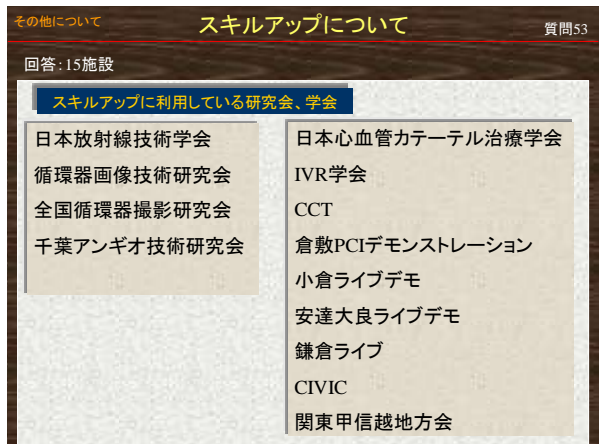 その他について
スキルアップについて
質問53
回答:15施設
スキルアップに利用している研究会、学会
日本放射線技術学会
循環器画像技術研究会
全国循環器撮影研究会
千葉アンギオ技術研究会
日本心血管カテーテル治療学会
IVR学会
CCT
倉敷PCIデモンストレーション
小倉ライブデモ
安達大良ライブデモ
鎌倉ライブ
CIVIC
関東甲信越地方会